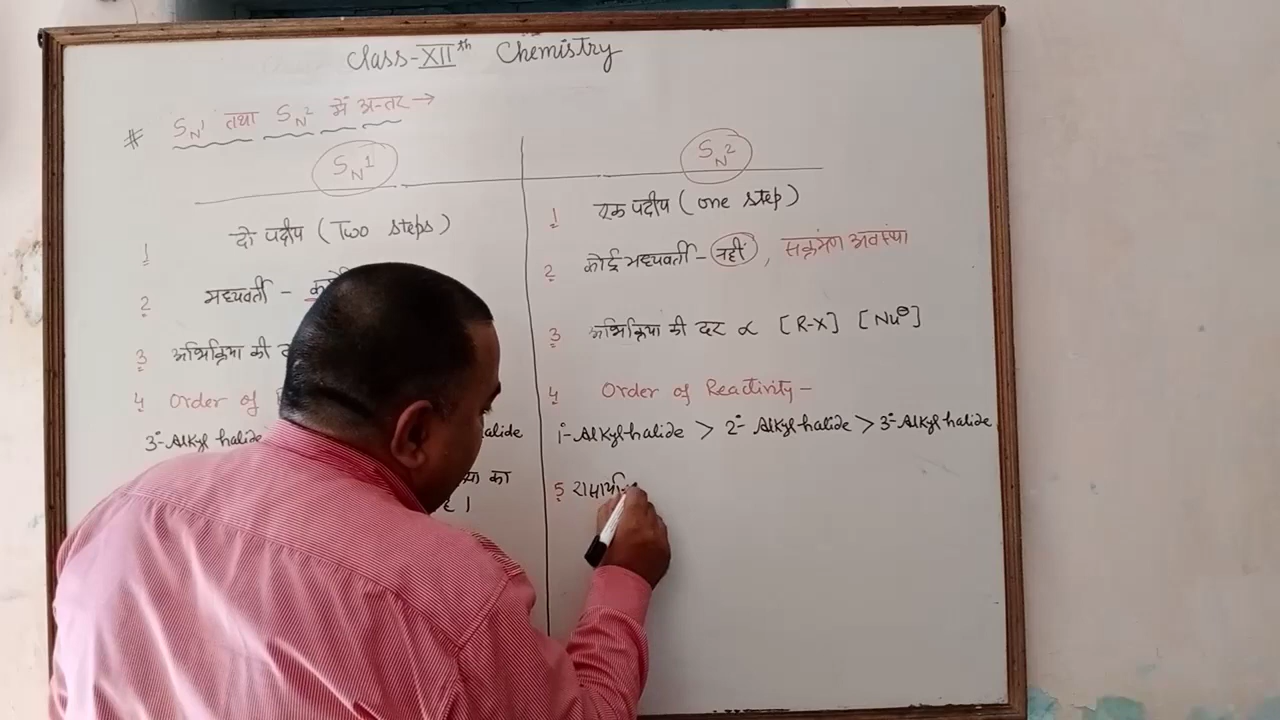 Class-XIIth Chemistry
# SN1 तथा SN2 में अन्तर →
SN1
1 दो पदीय (Two steps)
2 मध्यवर्ती -
3 अभिक्रिया की
4 Order of
3°-Alkyl halide
का
।
SN2
1 एक पदीय (one step)
2 कोई मध्यवर्ती - नहीं, संक्रमण अवस्था
3 अभिक्रिया की दर ∝ [R-X] [Nu⊖]
4 Order of Reactivity -
1°-Alkyl halide > 2°- Alkyl halide > 3°-Alkyl halide
5